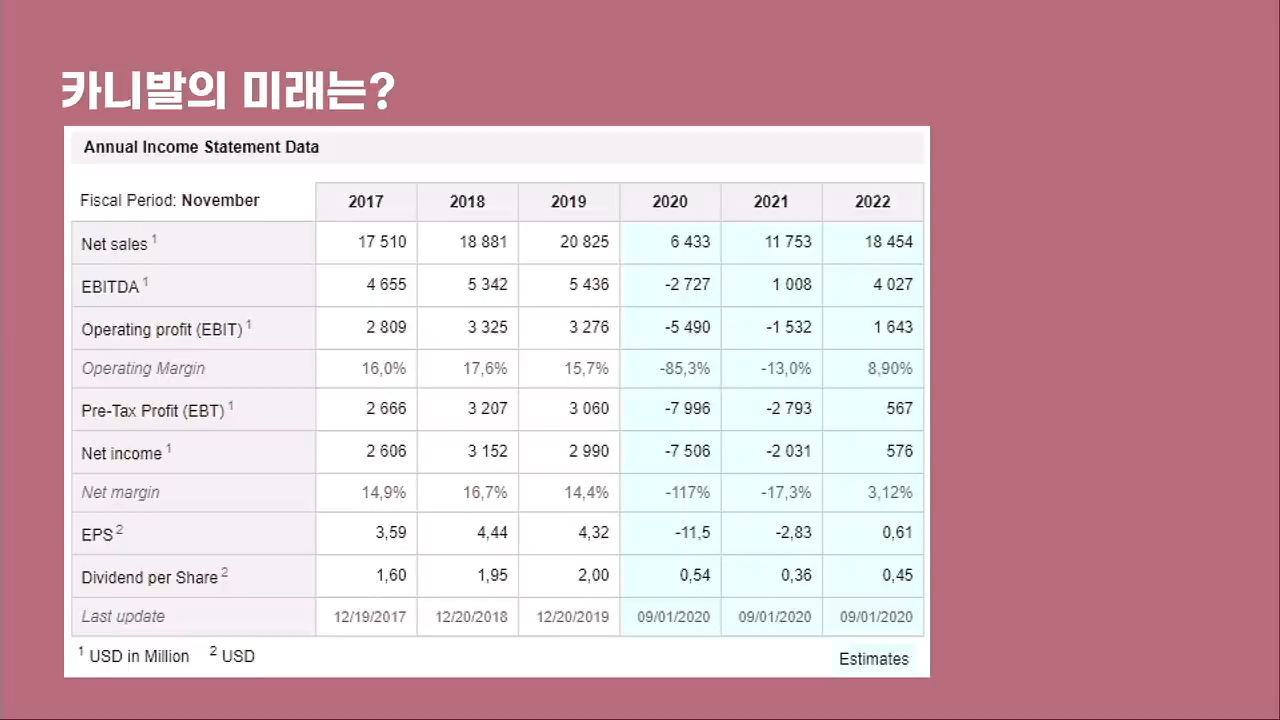 카니발의 미래는?
Annual Income Statement Data
Fiscal Period: November 2017 2018 2019 2020 2021 2022
Net sales 1 17 510 18 881 20 825 6 433 11 753 18 454
EBITDA 1 4 655 5 342 5 436 -2 727 1 008 4 027
Operating profit (EBIT) 1 2 809 3 325 3 276 -5 490 -1 532 1 643
Operating Margin 16,0% 17,6% 15,7% -85,3% -13,0% 8,90%
Pre-Tax Profit (EBT) 1 2 666 3 207 3 060 -7 996 -2 793 567
Net income 1 2 606 3 152 2 990 -7 506 -2 031 576
Net margin 14,9% 16,7% 14,4% -117% -17,3% 3,12%
EPS 2 3,59 4,44 4,32 -11,5 -2,83 0,61
Dividend per Share 2 1,60 1,95 2,00 0,54 0,36 0,45
Last update 12/19/2017 12/20/2018 12/20/2019 09/01/2020 09/01/2020 09/01/2020
1 USD in Million 2 USD Estimates